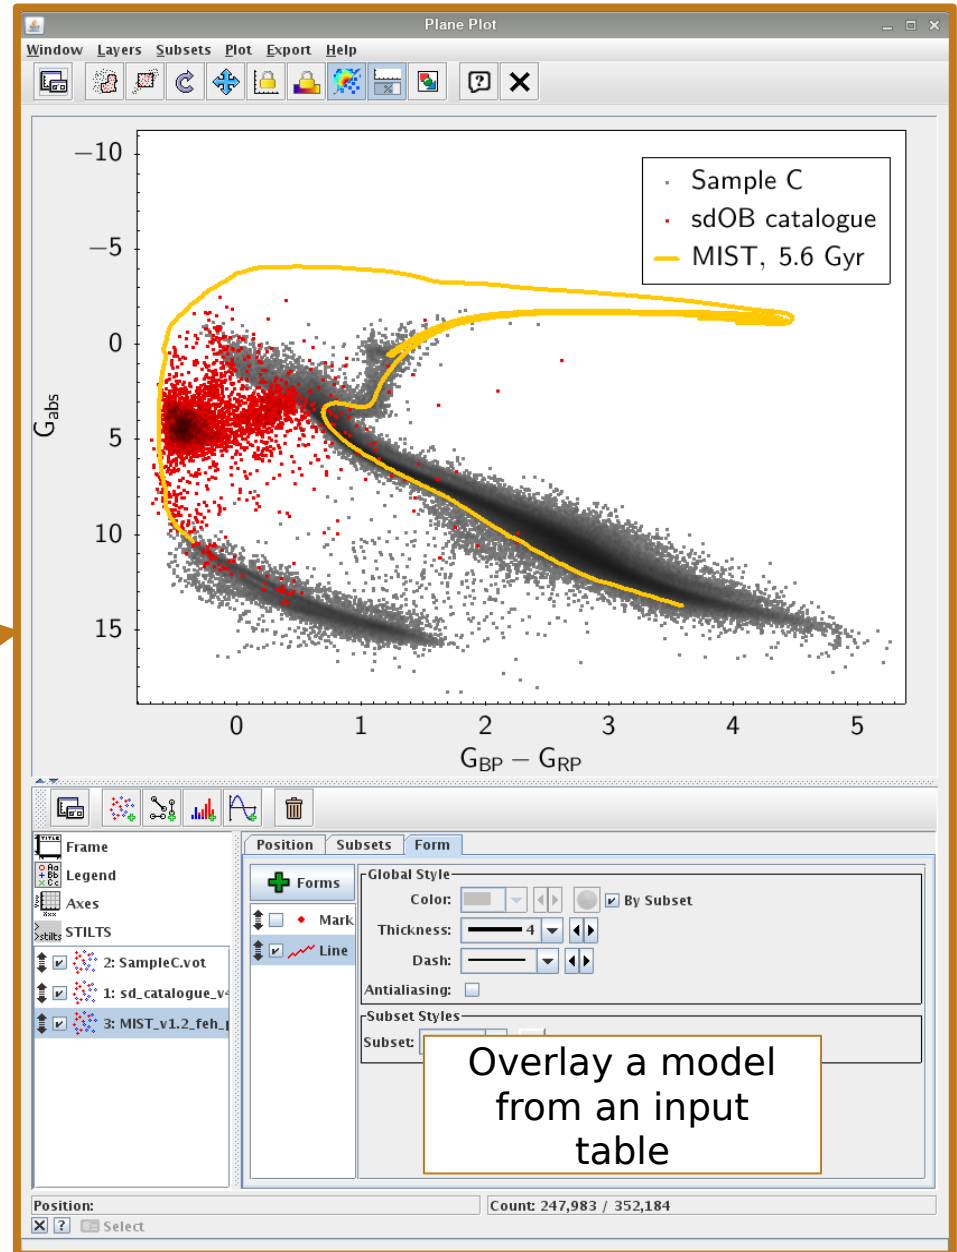 Plane Plot
Window Layers Subsets Plot Export Help
−10
−5
0
5
10
15
G_abs
Sample C
sdOB catalogue
MIST, 5.6 Gyr
0 1 2 3 4 5
G_BP − G_RP
Frame
Legend
Axes
STILTS
2: SampleC.vot
1: sd_catalogue_v
3: MIST_v1.2_feh_
Position Subsets Form
Forms
Mark
Line
Global Style
Color: By Subset
Thickness: 4
Dash:
Antialiasing:
Subset Styles
Subset:
Overlay a model
from an input
table
Position: Count: 247,983 / 352,184
Select